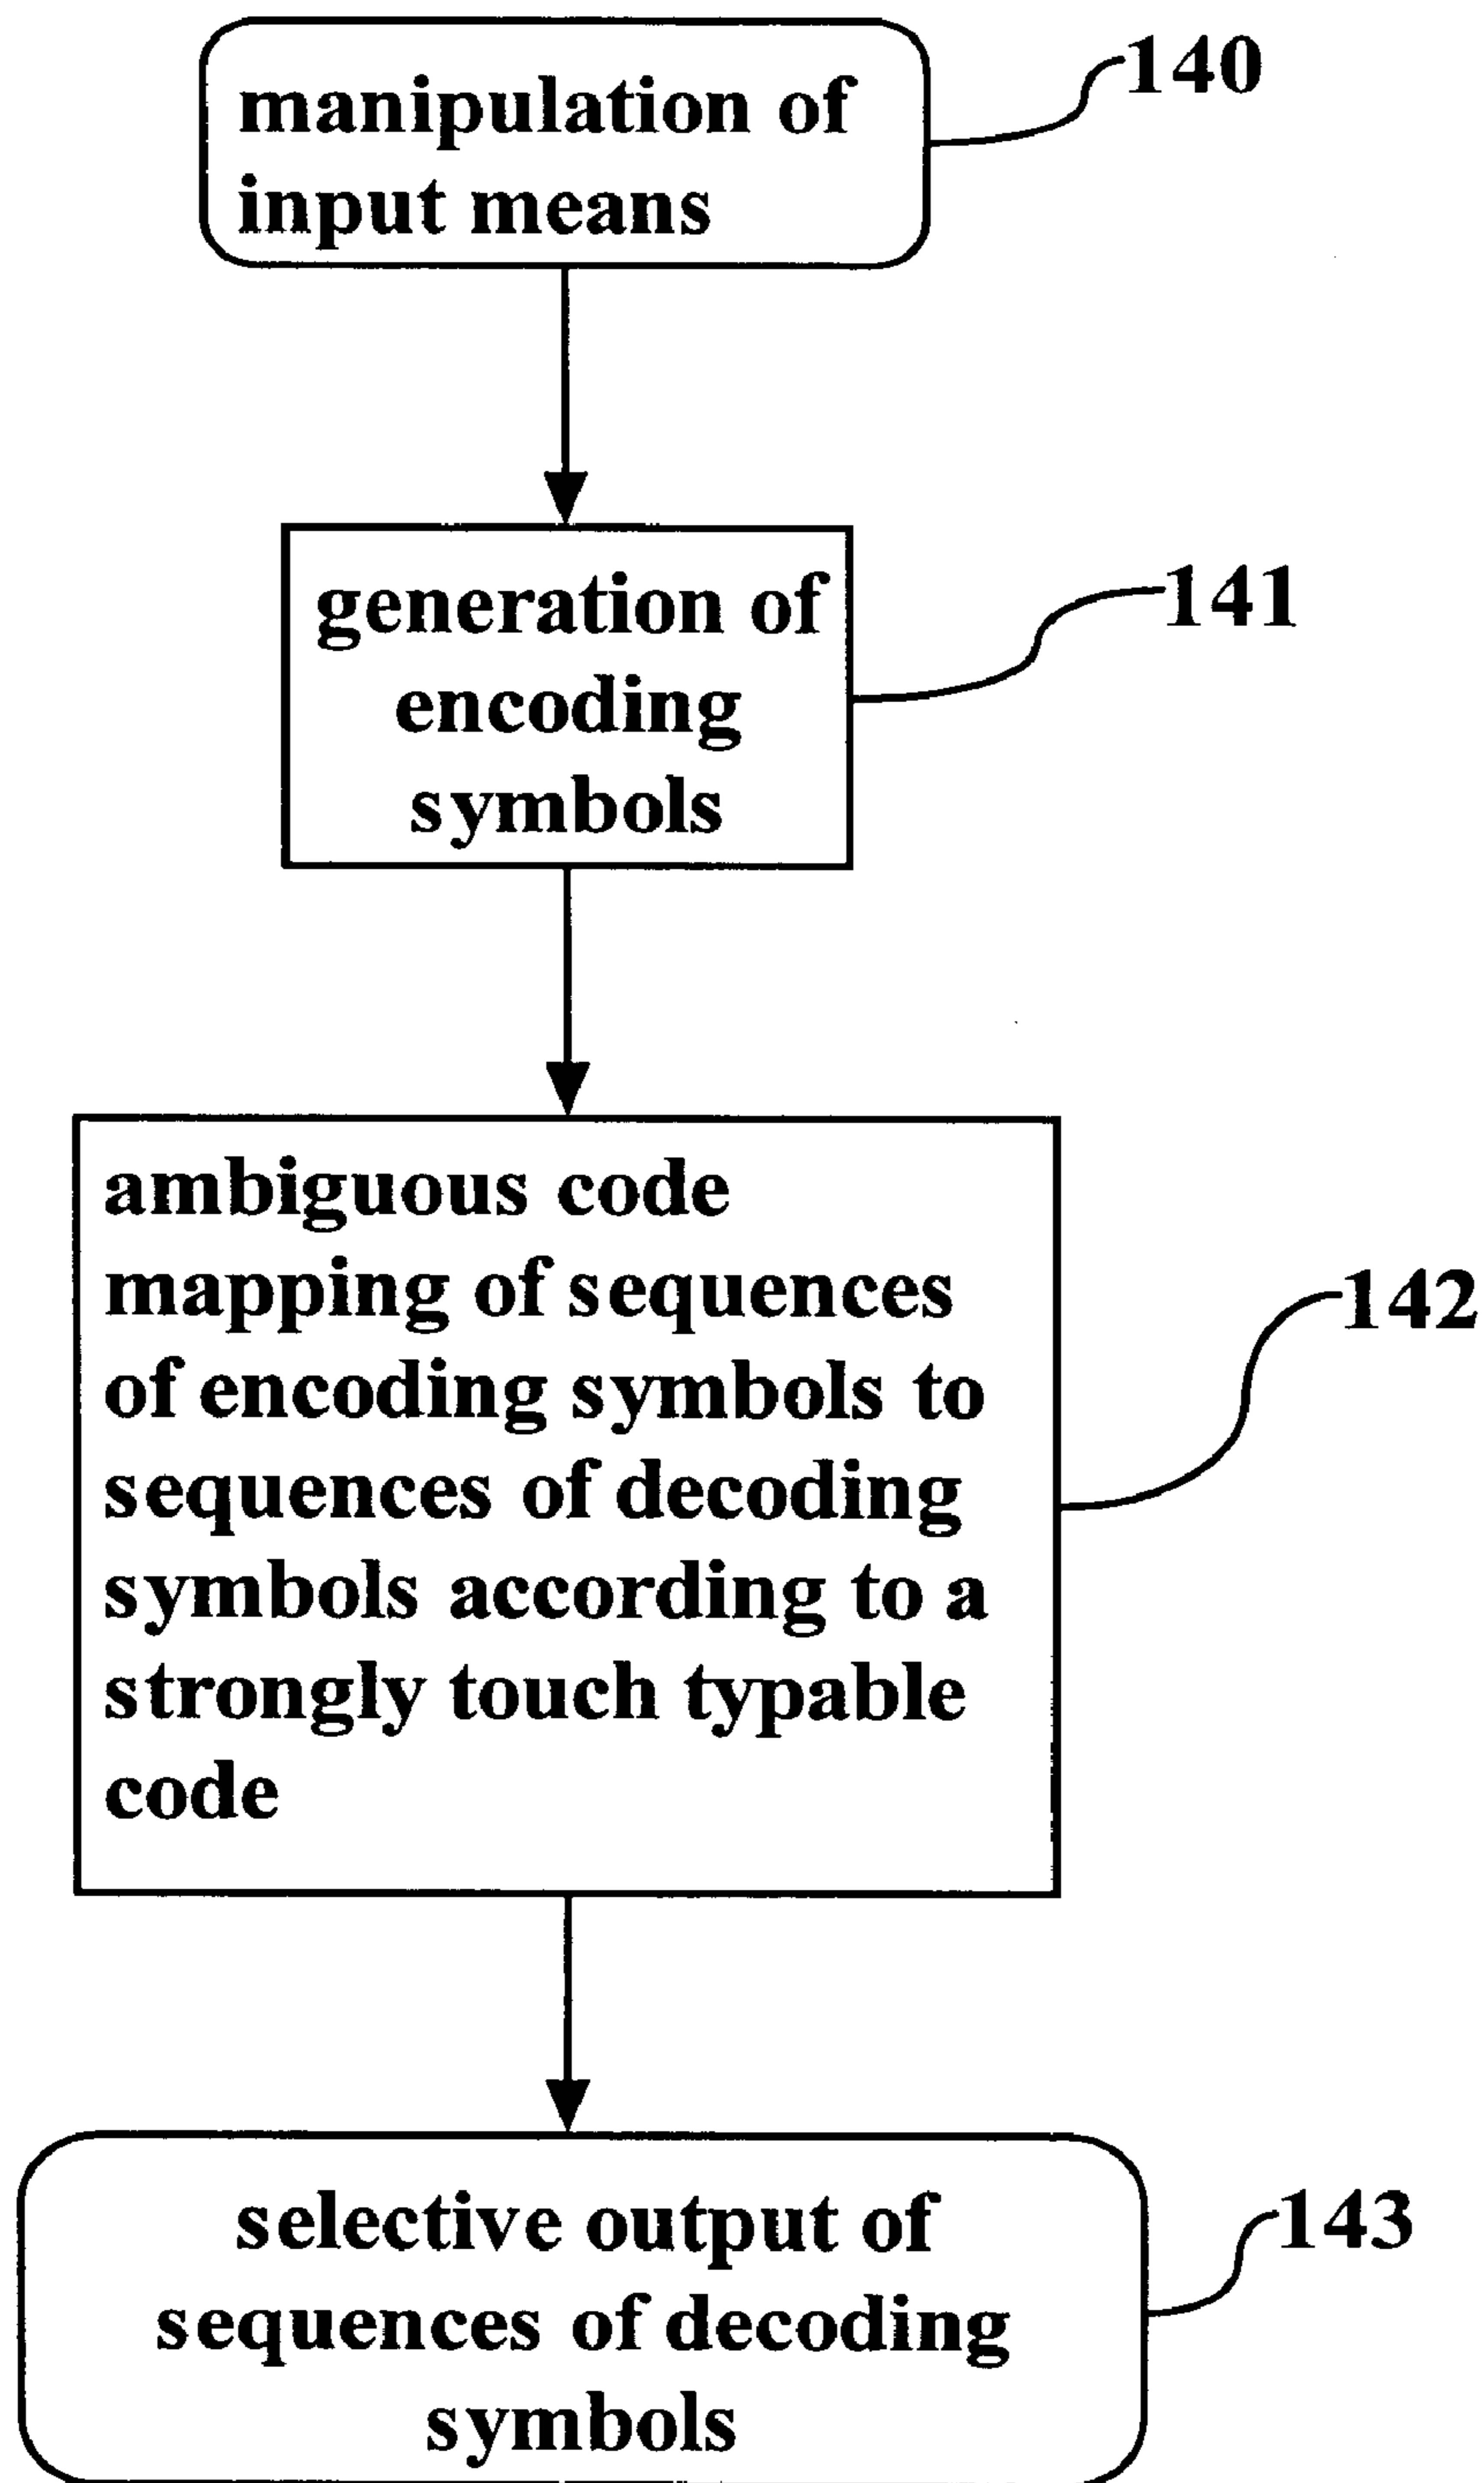 140
manipulation of
input means
141
generation of
encoding
symbols
ambiguous code
mapping of sequences
142
of encoding symbols to
sequences of decoding
symbols according to a
strongly touch typable
code
143
selective output of
sequences of decoding
symbols